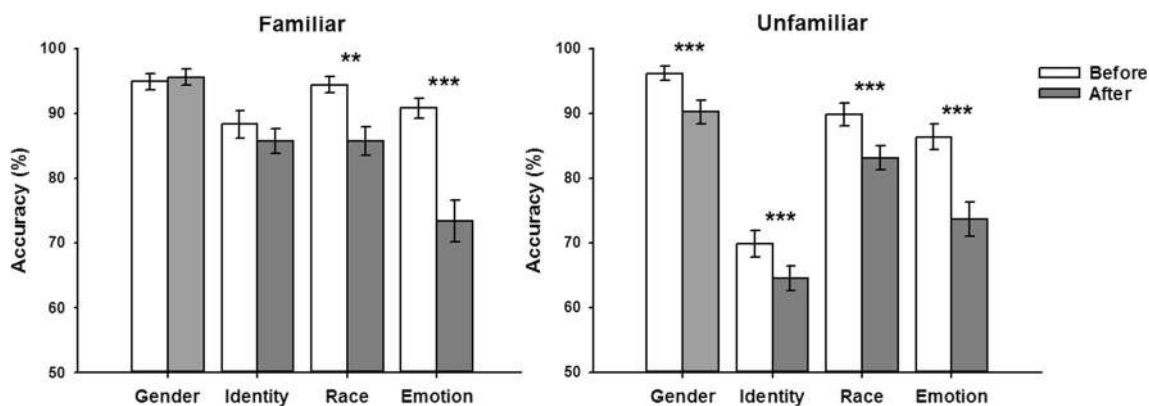 Familiar
Accuracy (%)
100
90
80
70
60
50
**
***
Gender Identity Race Emotion
Unfamiliar
Accuracy (%)
100
90
80
70
60
50
***
***
***
***
Gender Identity Race Emotion
Before
After